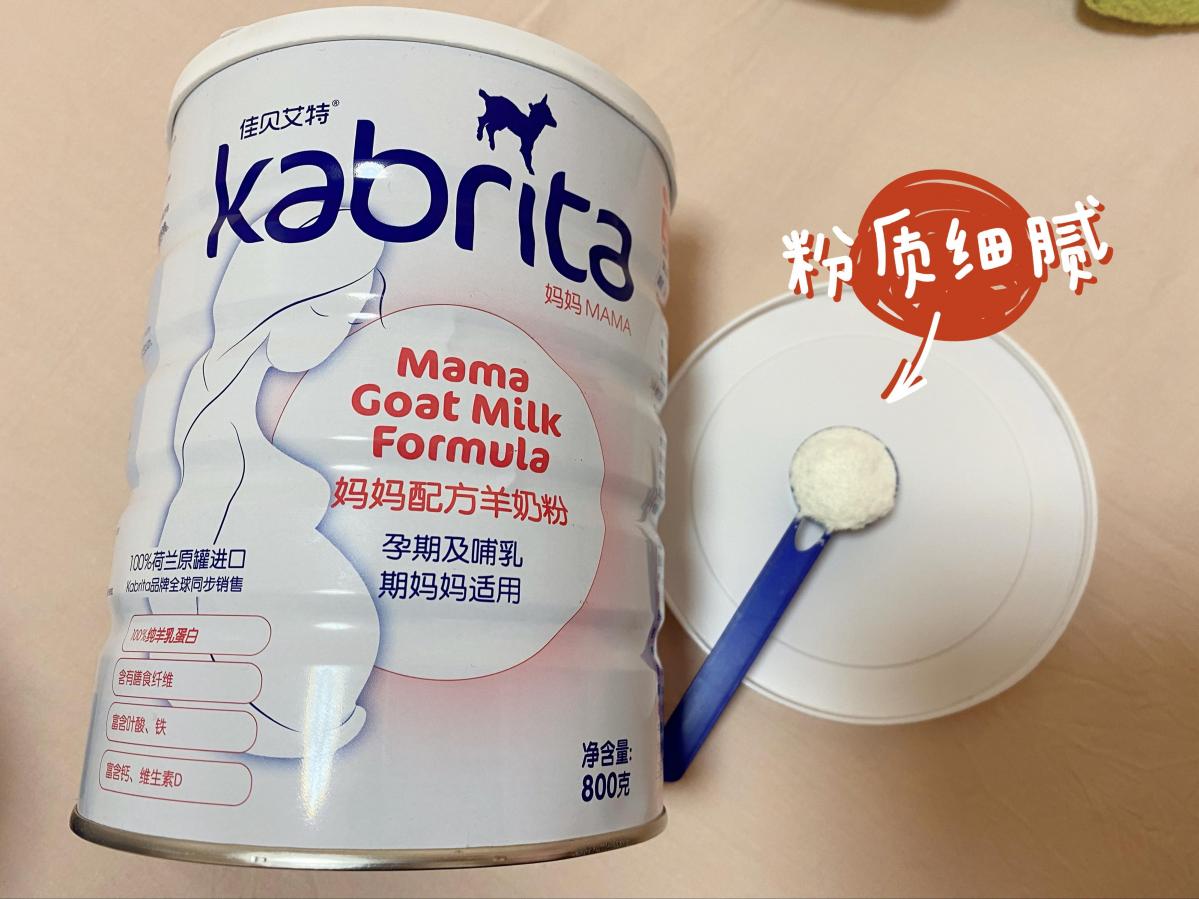 佳贝艾特®
kabrita
妈妈 MAMA
Mama
Goat Milk
Formula
妈妈配方羊奶粉
孕期及哺乳
期妈妈适用
100%荷兰原罐进口
Kabrita品牌全球同步销售
100%纯羊乳蛋白
含有膳食纤维
富含叶酸、铁
富含钙、维生素D
净含量:
800克
粉质细腻